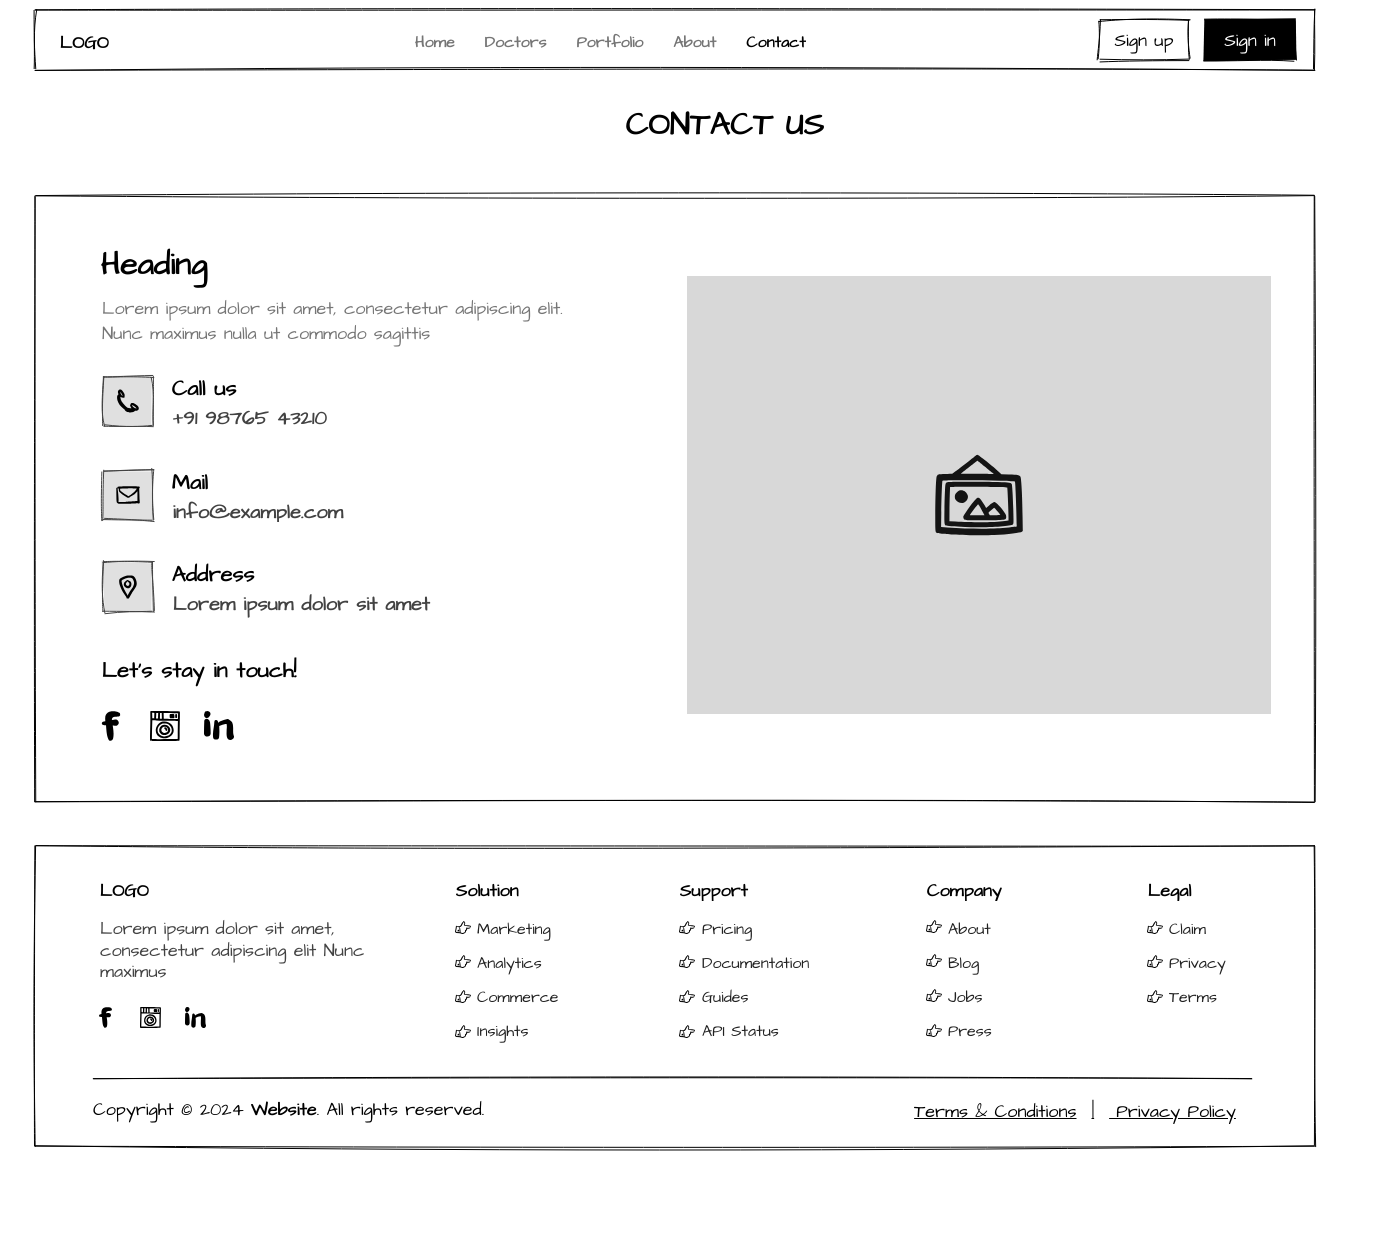 LOGO
Home Doctors Portfolio About Contact
Sign up Sign in
CONTACT US
Heading
Lorem ipsum dolor sit amet, consectetur adipiscing elit.
Nunc maximus nulla ut commodo sagittis
Call us
+91 98765 43210
Mail
info@example.com
Address
Lorem ipsum dolor sit amet
Let's stay in touch!
LOGO
Lorem ipsum dolor sit amet,
consectetur adipiscing elit Nunc
maximus
Solution
Marketing
Analytics
Commerce
Insights
Support
Pricing
Documentation
Guides
API Status
Company
About
Blog
Jobs
Press
Legal
Claim
Privacy
Terms
Copyright © 2024 Website. All rights reserved.
Terms & Conditions | Privacy Policy